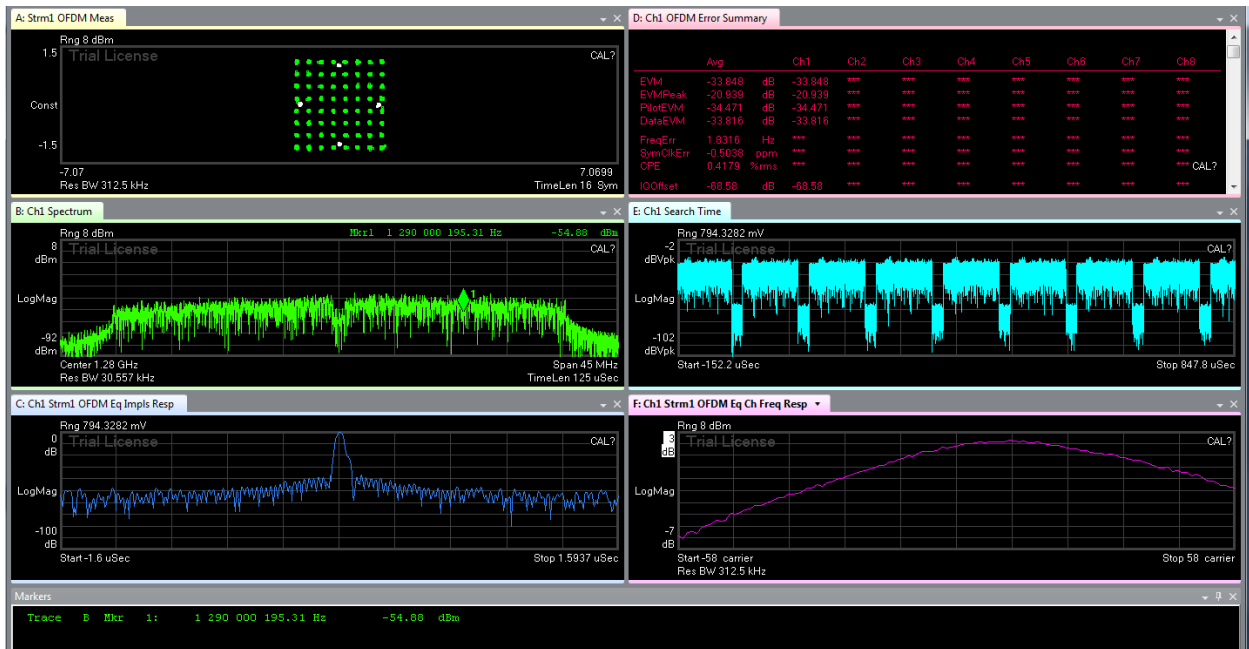 A: Strm1 OFDM Meas
Rng 8 dBm
1.5
Trial License
CAL?
Const
-1.5
-7.07
7.0699
Res BW 312.5 kHz
TimeLen 16 Sym
D: Ch1 OFDM Error Summary
Avg Ch1 Ch2 Ch3 Ch4 Ch5 Ch6 Ch7 Ch8
EVM -33.848 dB -33.848 *** *** *** *** *** *** ***
EVMPeak -20.939 dB -20.939 *** *** *** *** *** *** ***
PilotEVM -34.471 dB -34.471 *** *** *** *** *** *** ***
DataEVM -33.816 dB -33.816 *** *** *** *** *** *** ***
FreqErr 1.8316 Hz *** *** *** *** *** *** *** ***
SymClkErr -0.5038 ppm *** *** *** *** *** *** *** ***
CPE 0.4179 %rms *** *** *** *** *** *** *** *** CAL?
IQOffset -68.58 dB -68.58 *** *** *** *** *** *** ***
B: Ch1 Spectrum
Rng 8 dBm
Mkr1 1 290 000 195.31 Hz -54.88 dBm
8
dBm
Trial License
CAL?
LogMag
1
-92
dBm
Center 1.28 GHz
Span 45 MHz
Res BW 30.557 kHz
TimeLen 125 uSec
E: Ch1 Search Time
Rng 794.3282 mV
-2
dBVpk
Trial License
CAL?
LogMag
-102
dBVpk
Start -152.2 uSec
Stop 847.8 uSec
C: Ch1 Strm1 OFDM Eq Impls Resp
Rng 794.3282 mV
0
dB
Trial License
CAL?
LogMag
-100
dB
Start -1.6 uSec
Stop 1.5937 uSec
F: Ch1 Strm1 OFDM Eq Ch Freq Resp
Rng 8 dBm
3
dB
Trial License
CAL?
LogMag
-7
dB
Start -58 carrier
Stop 58 carrier
Res BW 312.5 kHz
Markers
Trace B Mkr 1: 1 290 000 195.31 Hz -54.88 dBm